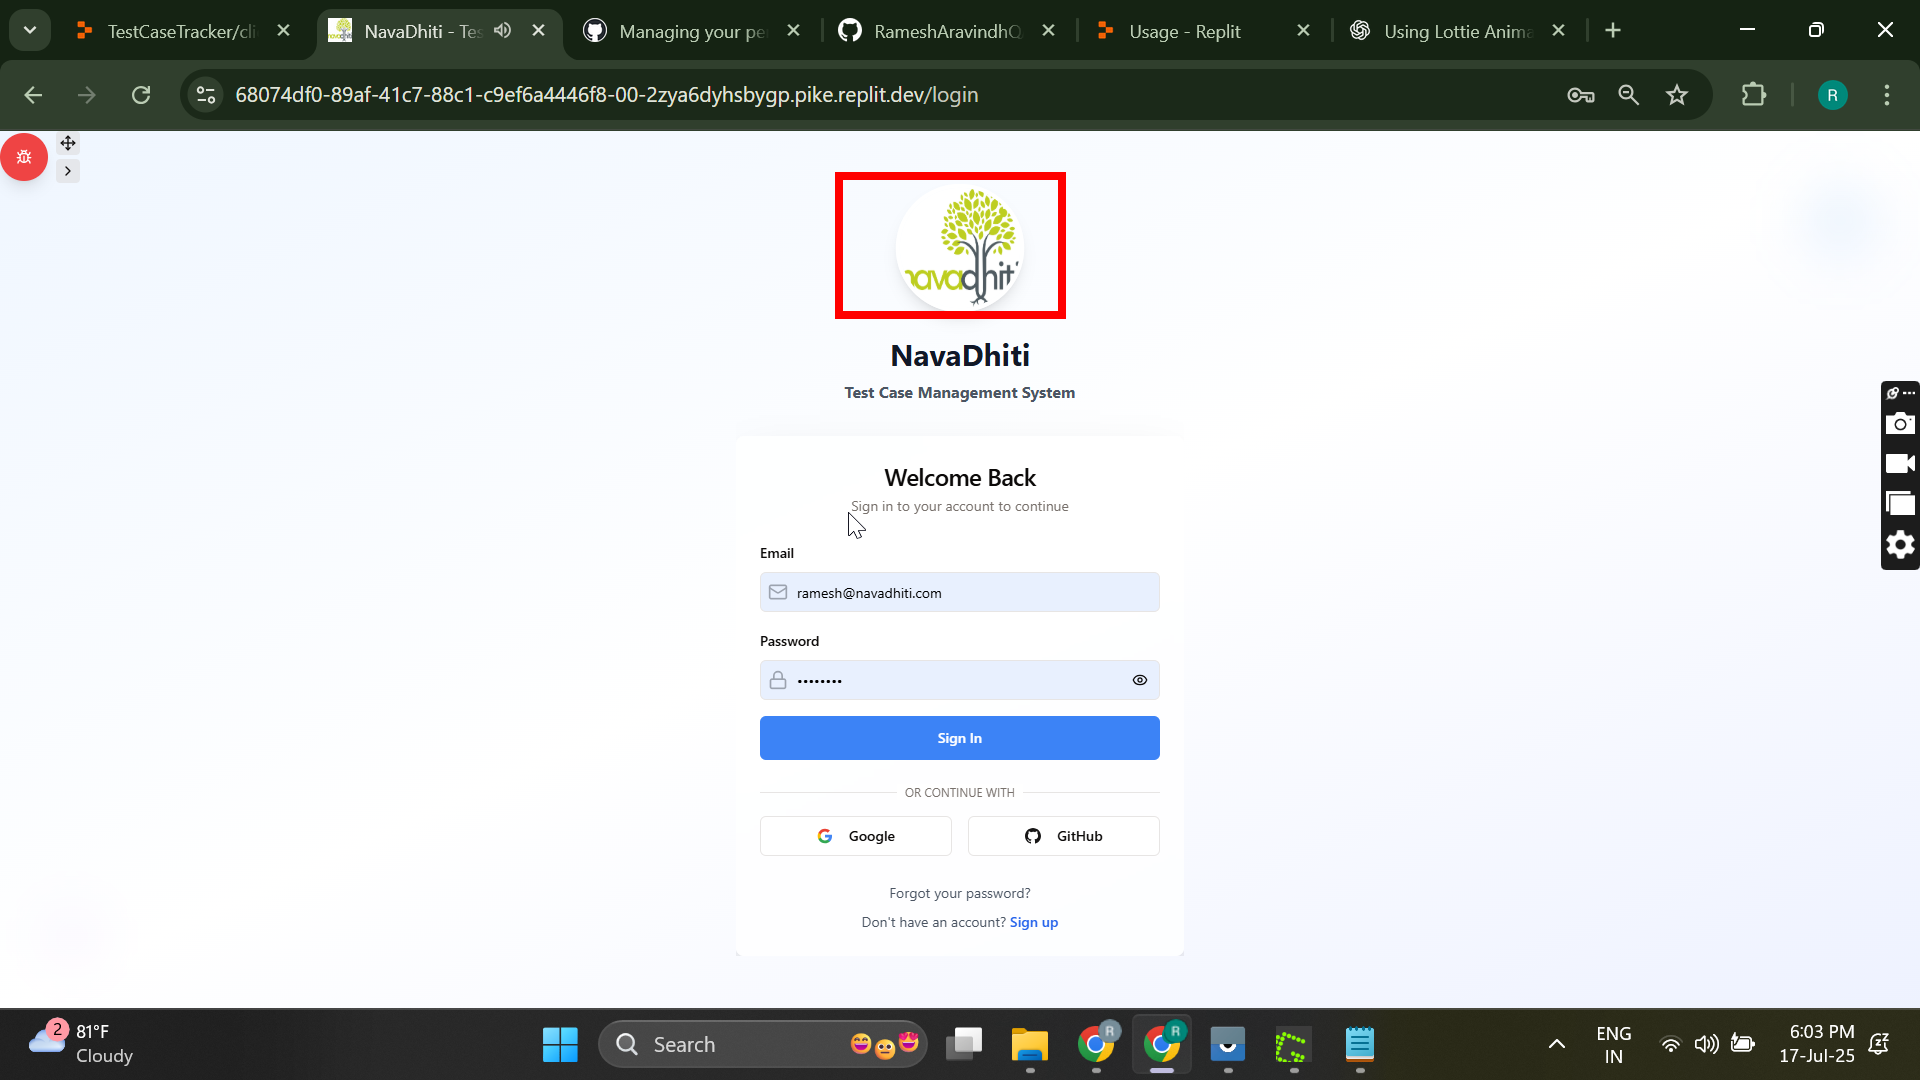 TestCaseTracker/cli
NavaDhiti - Tes
Managing your pe
RameshAravindhQ
Usage - Replit
Using Lottie Anima
68074df0-89af-41c7-88c1-c9ef6a4446f8-00-2zya6dyhsbygp.pike.replit.dev/login
R
navadhiti
NavaDhiti
Test Case Management System
Welcome Back
Sign in to your account to continue
Email
ramesh@navadhiti.com
Password
••••••••
Sign In
OR CONTINUE WITH
Google
GitHub
Forgot your password?
Don't have an account? Sign up
2
81°F
Cloudy
Search
R
R
ENG
IN
6:03 PM
17-Jul-25